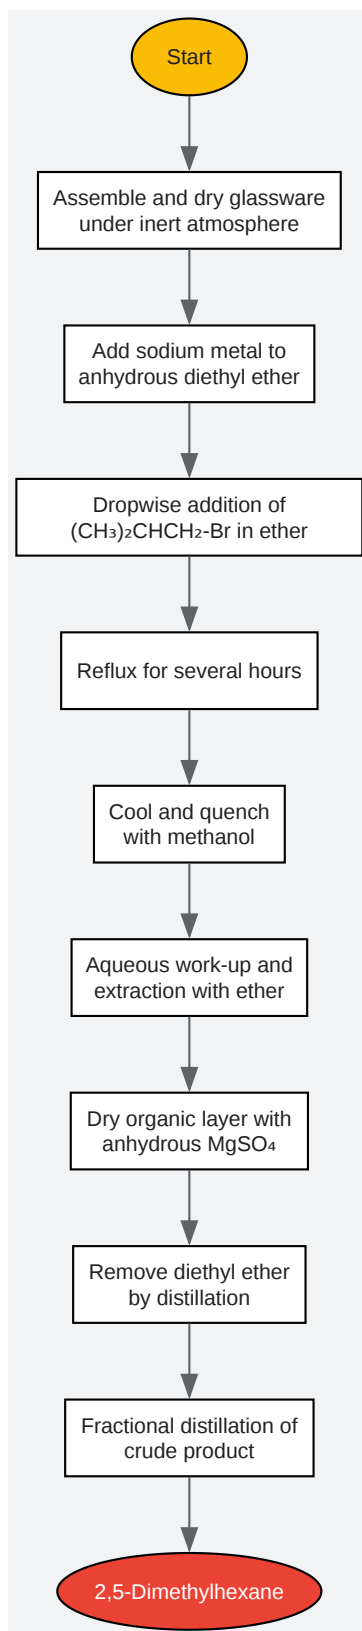 Start
Assemble and dry glassware
under inert atmosphere
Add sodium metal to
anhydrous diethyl ether
Dropwise addition of
(CH₃)₂CHCH₂-Br in ether
Reflux for several hours
Cool and quench
with methanol
Aqueous work-up and
extraction with ether
Dry organic layer with
anhydrous MgSO₄
Remove diethyl ether
by distillation
Fractional distillation of
crude product
2,5-Dimethylhexane